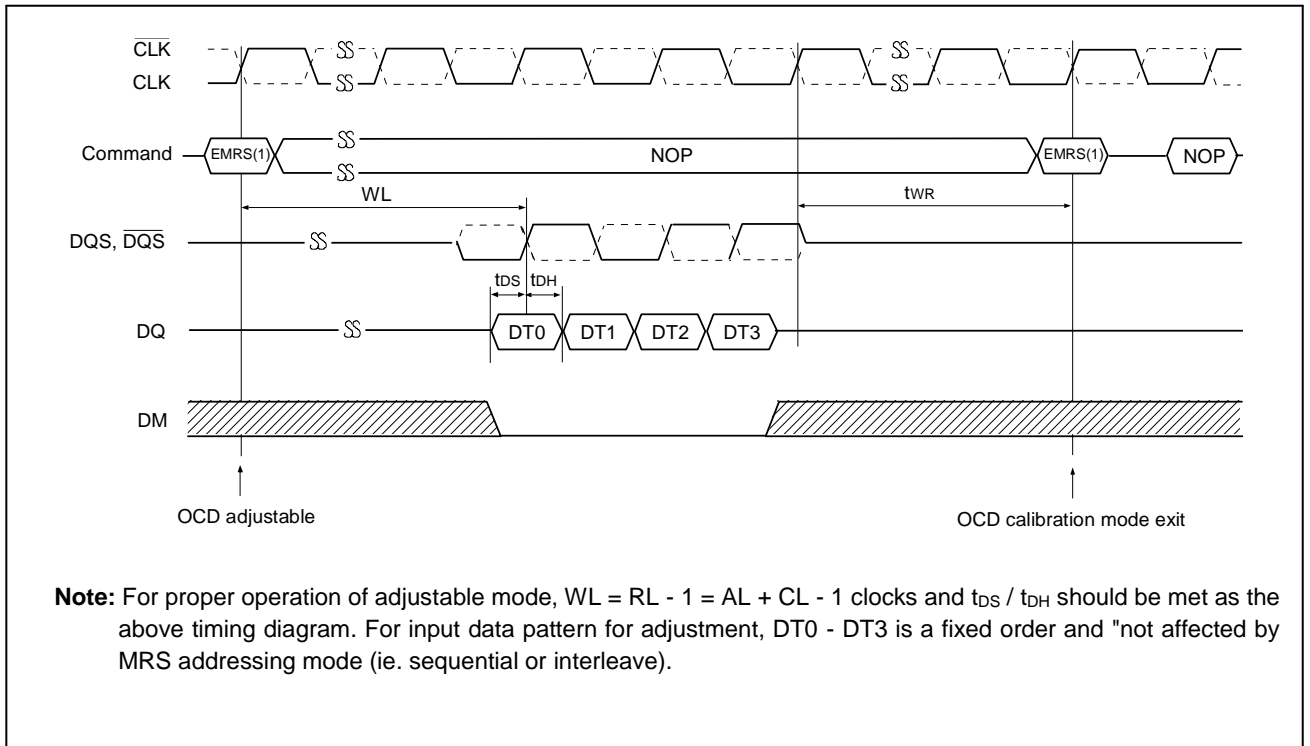 CLK
CLK
Command
EMRS(1)
NOP
EMRS(1)
NOP
WL
tWR
DQS, DQS
tDS
tDH
DQ
DT0
DT1
DT2
DT3
DM
OCD adjustable
OCD calibration mode exit
Note: For proper operation of adjustable mode, WL = RL - 1 = AL + CL - 1 clocks and tDS / tDH should be met as the
above timing diagram. For input data pattern for adjustment, DT0 - DT3 is a fixed order and "not affected by
MRS addressing mode (ie. sequential or interleave).